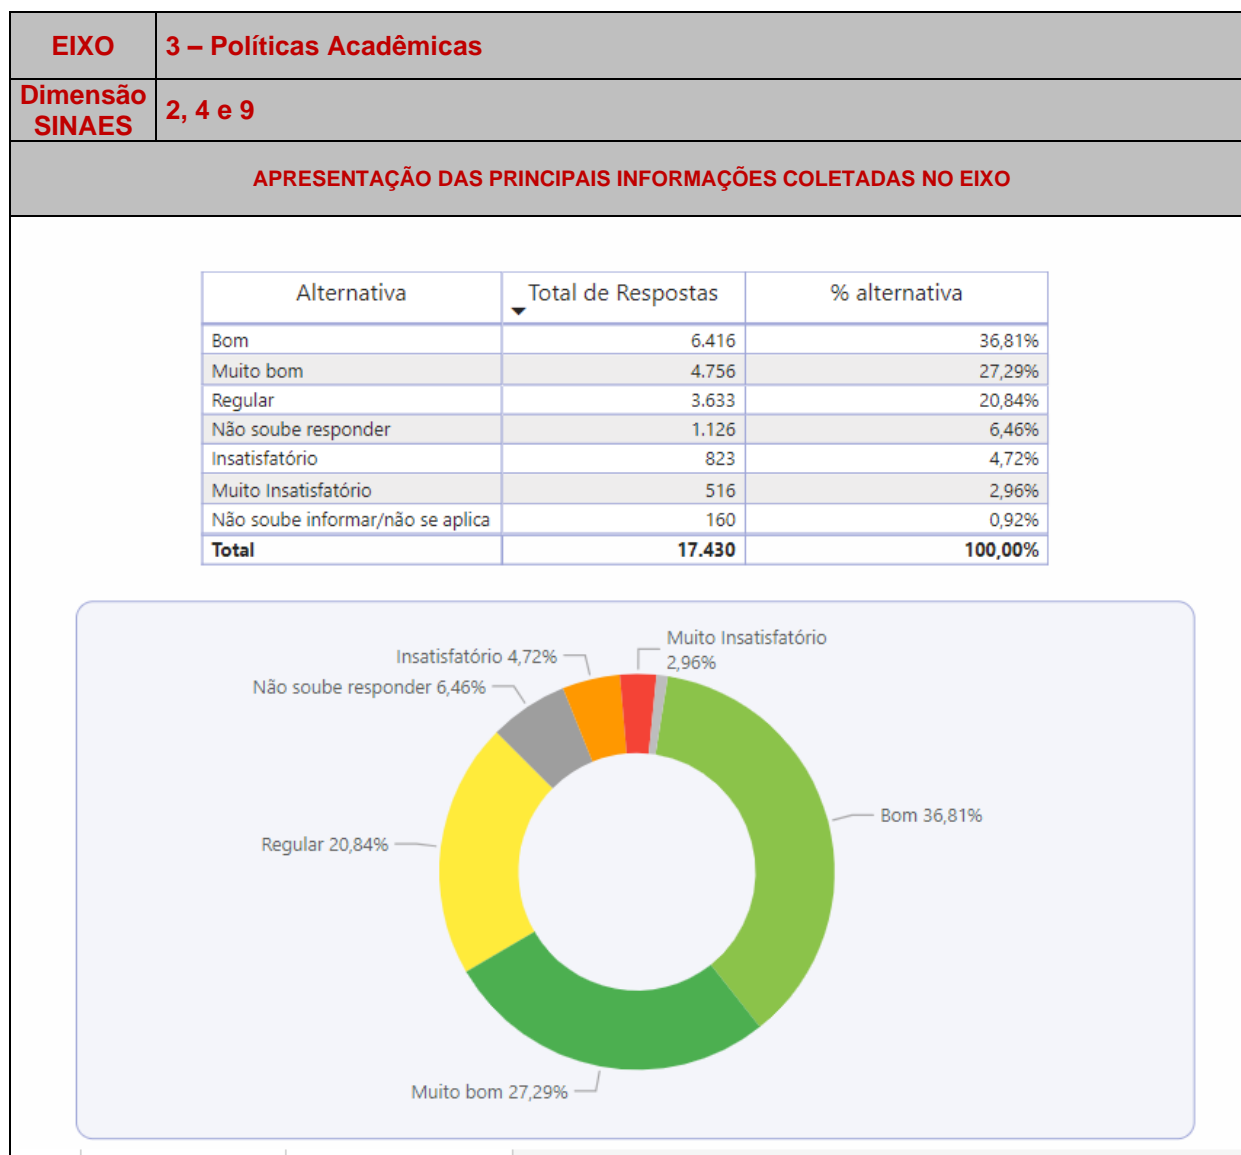 EIXO 3 – Políticas Acadêmicas
Dimensão
SINAES 2, 4 e 9
APRESENTAÇÃO DAS PRINCIPAIS INFORMAÇÕES COLETADAS NO EIXO
Alternativa Total de Respostas % alternativa
Bom 6.416 36,81%
Muito bom 4.756 27,29%
Regular 3.633 20,84%
Não soube responder 1.126 6,46%
Insatisfatório 823 4,72%
Muito Insatisfatório 516 2,96%
Não soube informar/não se aplica 160 0,92%
Total 17.430 100,00%
Muito Insatisfatório
2,96%
Insatisfatório 4,72%
Não soube responder 6,46%
Bom 36,81%
Regular 20,84%
Muito bom 27,29%